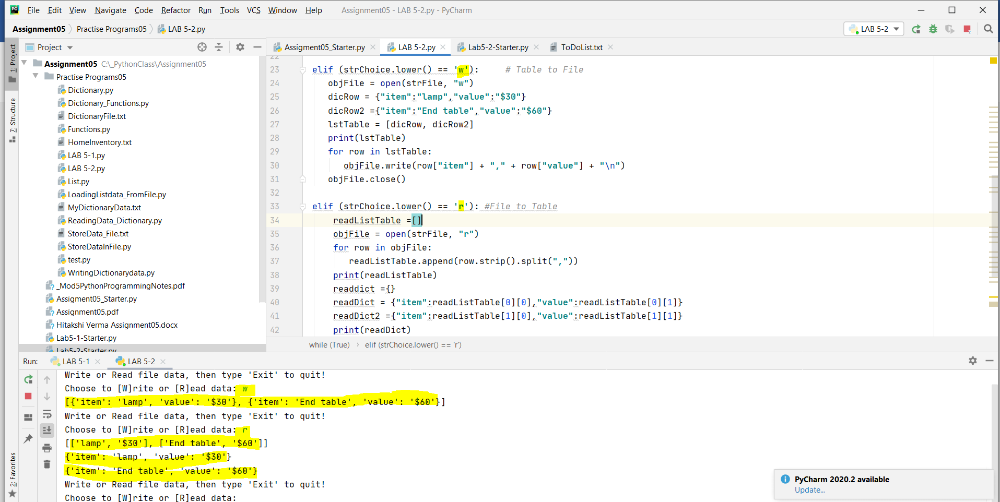 PC File Edit View Navigate Code Refactor Run Tools VCS Window Help Assignment05 - LAB 5-2.py - PyCharm
Assignment05 Practise Programs05 LAB 5-2.py LAB 5-2
1: Project
Z: Structure
2: Favorites
Project
Assignment05 C:\_PythonClass\Assignment05
Practise Programs05
Dictionary.py
Dictionary_Functions.py
DictionaryFile.txt
Functions.py
HomeInventory.txt
LAB 5-1.py
LAB 5-2.py
List.py
LoadingListdata_FromFile.py
MyDictionaryData.txt
ReadingData_Dictionary.py
StoreData_File.txt
StoreDataInFile.py
test.py
WritingDictionarydata.py
_Mod5PythonProgrammingNotes.pdf
Assigment05_Starter.py
Assignment05.pdf
Hitakshi Verma Assignment05.docx
Lab5-1-Starter.py
Lab5-2-Starter.py
Assigment05_Starter.py LAB 5-2.py Lab5-2-Starter.py ToDoList.txt
22
23 elif (strChoice.lower() == 'w'): # Table to File
24 objFile = open(strFile, "w")
25 dicRow = {"item":"lamp","value":"$30"}
26 dicRow2 ={"item":"End table","value":"$60"}
27 lstTable = [dicRow, dicRow2]
28 print(lstTable)
29 for row in lstTable:
30 objFile.write(row["item"] + "," + row["value"] + "\n")
31 objFile.close()
32
33 elif (strChoice.lower() == 'r'): #File to Table
34 readListTable =[]
35 objFile = open(strFile, "r")
36 for row in objFile:
37 readListTable.append(row.strip().split(","))
38 print(readListTable)
39 readdict ={}
40 readDict = {"item":readListTable[0][0],"value":readListTable[0][1]}
41 readDict2 ={"item":readListTable[1][0],"value":readListTable[1][1]}
42 print(readDict)
while (True) elif (strChoice.lower() == 'r')
Run: LAB 5-1 LAB 5-2
Write or Read file data, then type 'Exit' to quit!
Choose to [W]rite or [R]ead data: w
[{'item': 'lamp', 'value': '$30'}, {'item': 'End table', 'value': '$60'}]
Write or Read file data, then type 'Exit' to quit!
Choose to [W]rite or [R]ead data: r
[['lamp', '$30'], ['End table', '$60']]
{'item': 'lamp', 'value': '$30'}
{'item': 'End table', 'value': '$60'}
Write or Read file data, then type 'Exit' to quit!
Choose to [W]rite or [R]ead data:
PyCharm 2020.2 available
Update...